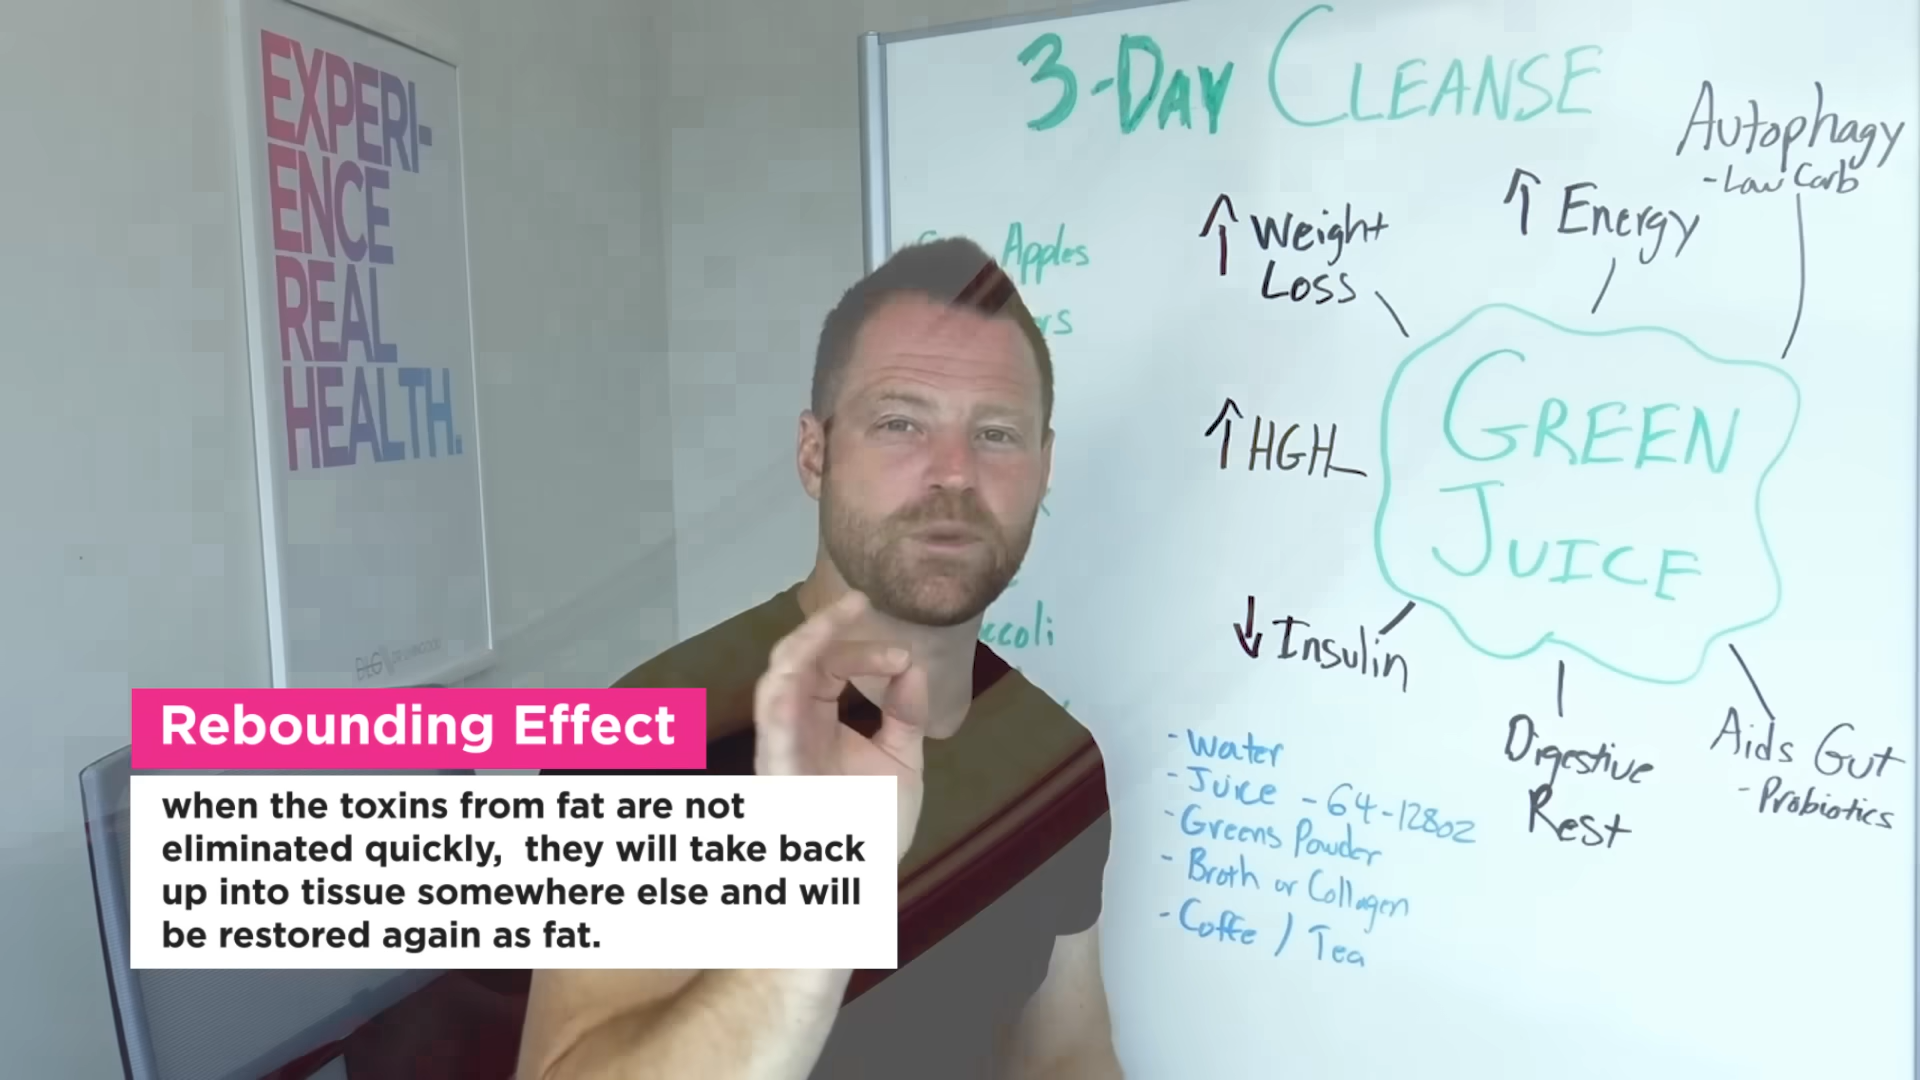 EXPERI-
ENCE
REAL
HEALTH.
3-DAY CLEANSE
Apples
↑ Weight
Loss
↑ Energy
Autophagy
- Low Carb
↑ HGH
GREEN
JUICE
↓ Insulin
Digestive
Rest
Aids Gut
- Probiotics
- Water
- Juice - 64-128oz
- Greens Powder
- Broth or Collagen
- Coffe / Tea
Rebounding Effect
when the toxins from fat are not
eliminated quickly, they will take back
up into tissue somewhere else and will
be restored again as fat.